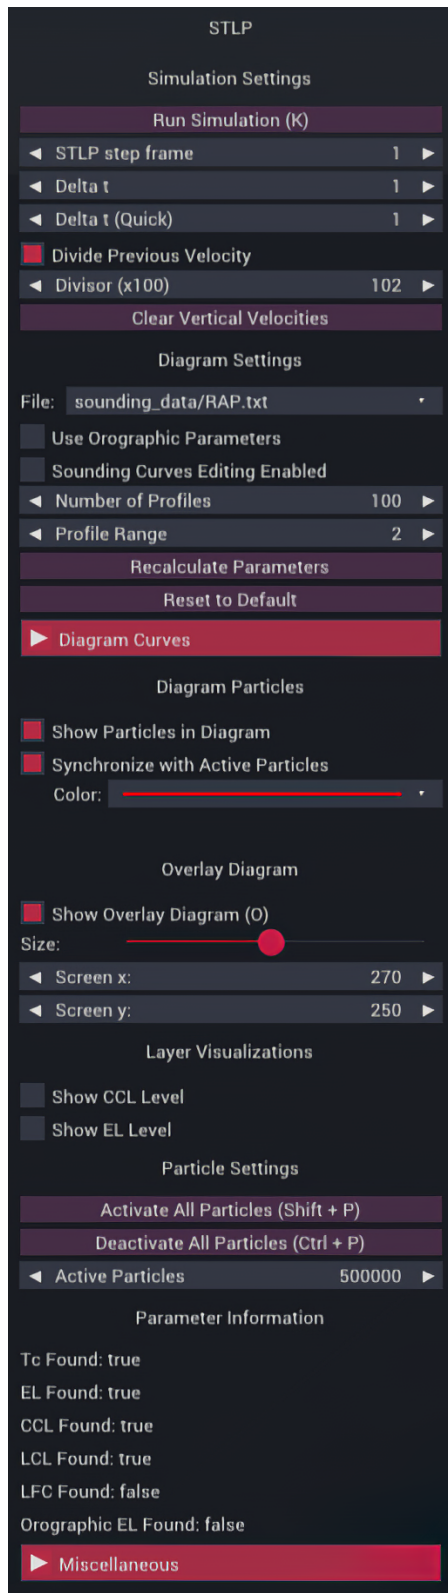 STLP
Simulation Settings
Run Simulation (K)
STLP step frame 1
Delta t 1
Delta t (Quick) 1
Divide Previous Velocity
Divisor (x100) 102
Clear Vertical Velocities
Diagram Settings
File: sounding_data/RAP.txt
Use Orographic Parameters
Sounding Curves Editing Enabled
Number of Profiles 100
Profile Range 2
Recalculate Parameters
Reset to Default
Diagram Curves
Diagram Particles
Show Particles in Diagram
Synchronize with Active Particles
Color:
Overlay Diagram
Show Overlay Diagram (O)
Size:
Screen x: 270
Screen y: 250
Layer Visualizations
Show CCL Level
Show EL Level
Particle Settings
Activate All Particles (Shift + P)
Deactivate All Particles (Ctrl + P)
Active Particles 500000
Parameter Information
Tc Found: true
EL Found: true
CCL Found: true
LCL Found: true
LFC Found: false
Orographic EL Found: false
Miscellaneous